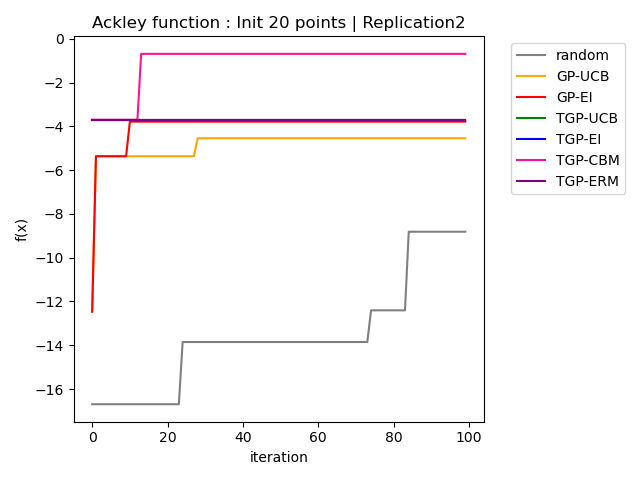 Ackley function : Init 20 points | Replication2
0
−2
−4
−6
−8
−10
−12
−14
−16
f(x)
0 20 40 60 80 100
iteration
random
GP-UCB
GP-EI
TGP-UCB
TGP-EI
TGP-CBM
TGP-ERM